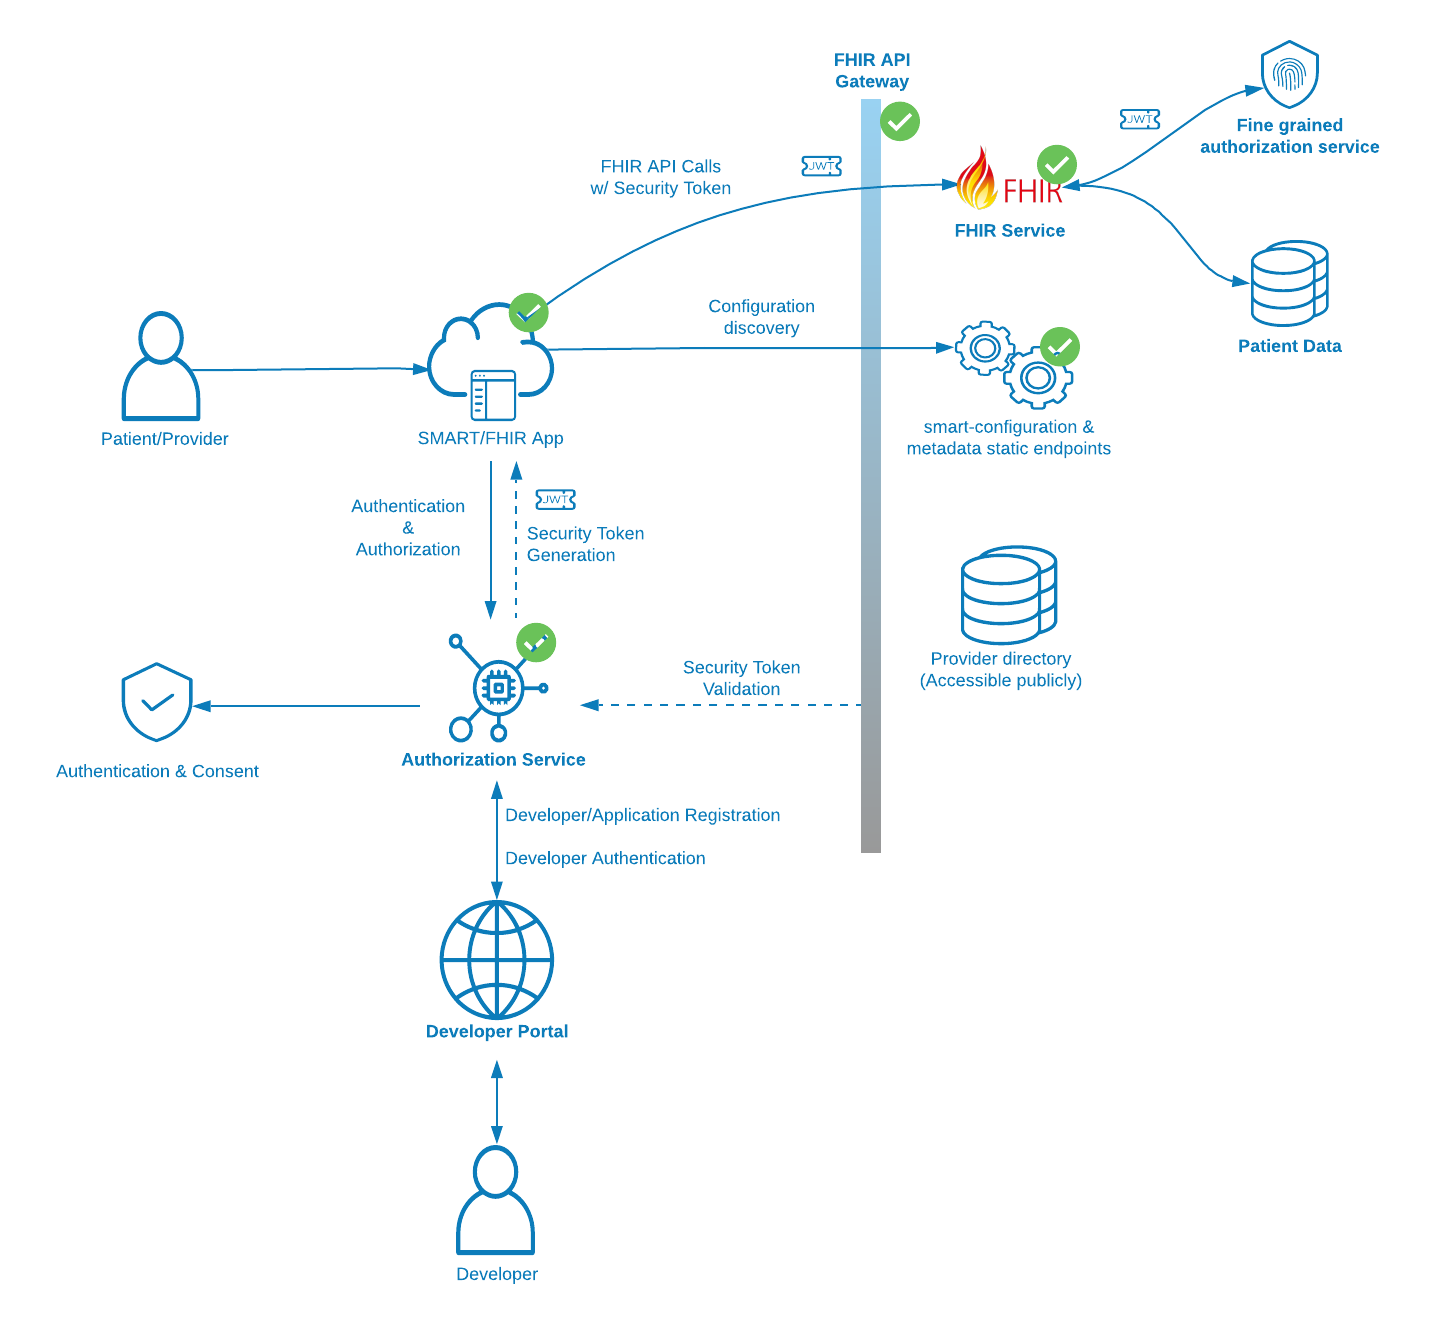 FHIR API
Gateway
Fine grained
authorization service
JWT
FHIR API Calls
w/ Security Token
JWT
FHIR
FHIR Service
Configuration
discovery
Patient Data
Patient/Provider
SMART/FHIR App
smart-configuration &
metadata static endpoints
Authentication
&
Authorization
JWT
Security Token
Generation
Provider directory
(Accessible publicly)
Security Token
Validation
Authentication & Consent
Authorization Service
Developer/Application Registration
Developer Authentication
Developer Portal
Developer